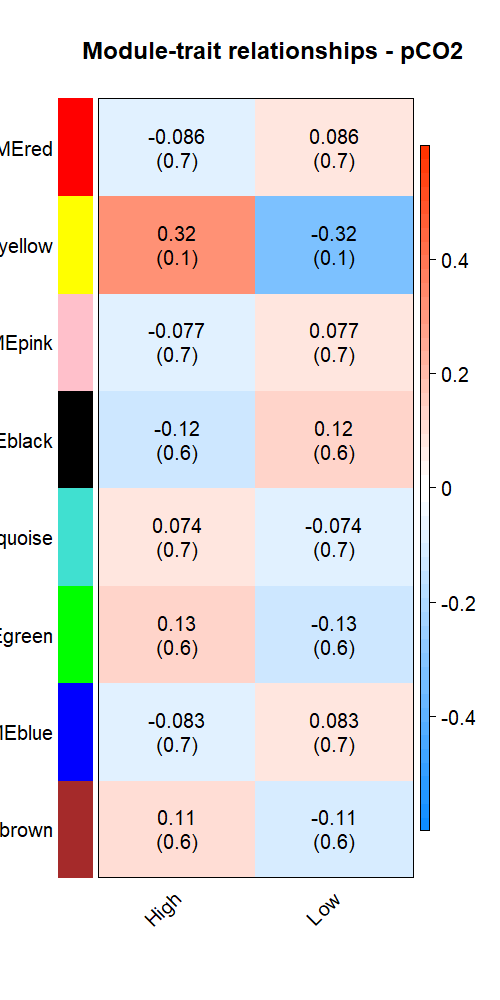 Module-trait relationships - pCO2
MEred
-0.086 0.086
(0.7) (0.7)
yellow
0.32 -0.32
(0.1) (0.1)
0.4
MEpink
-0.077 0.077
(0.7) (0.7)
0.2
Eblack
-0.12 0.12
(0.6) (0.6)
0
quoise
0.074 -0.074
(0.7) (0.7)
-0.2
Egreen
0.13 -0.13
(0.6) (0.6)
-0.4
MEblue
-0.083 0.083
(0.7) (0.7)
brown
0.11 -0.11
(0.6) (0.6)
High Low